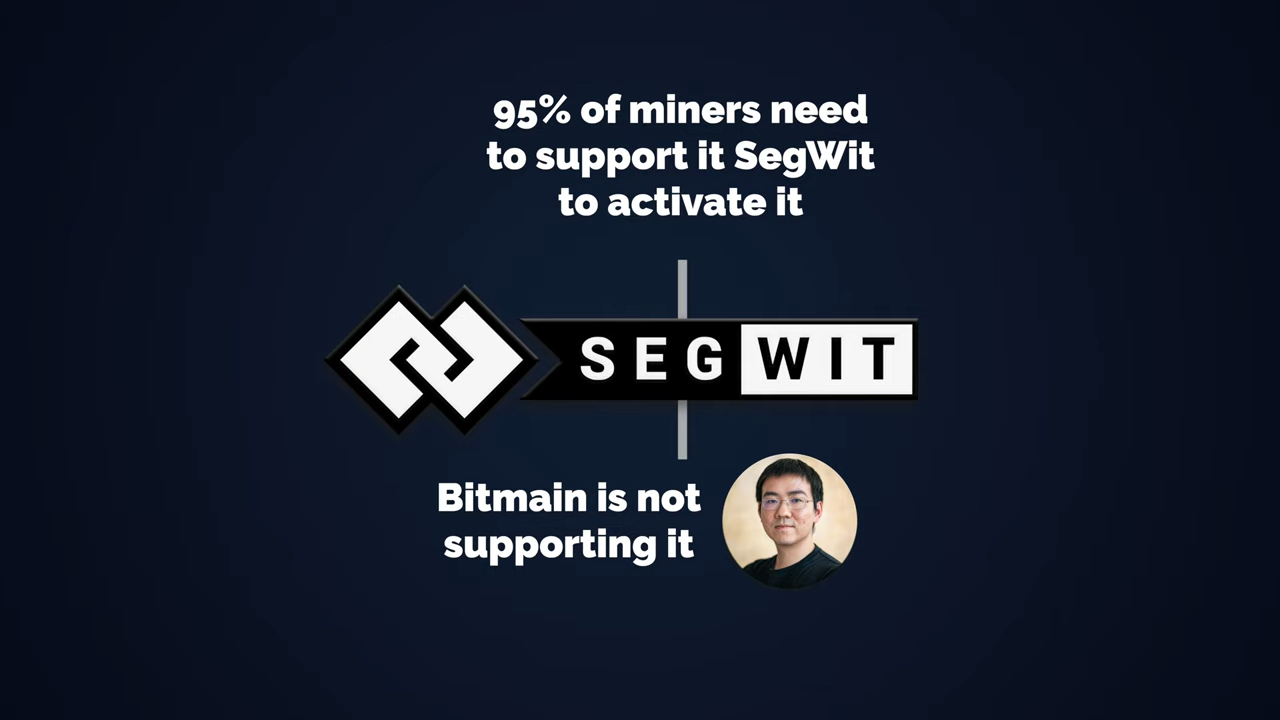 95% of miners need
to support it SegWit
to activate it
SEGWIT
Bitmain is not
supporting it